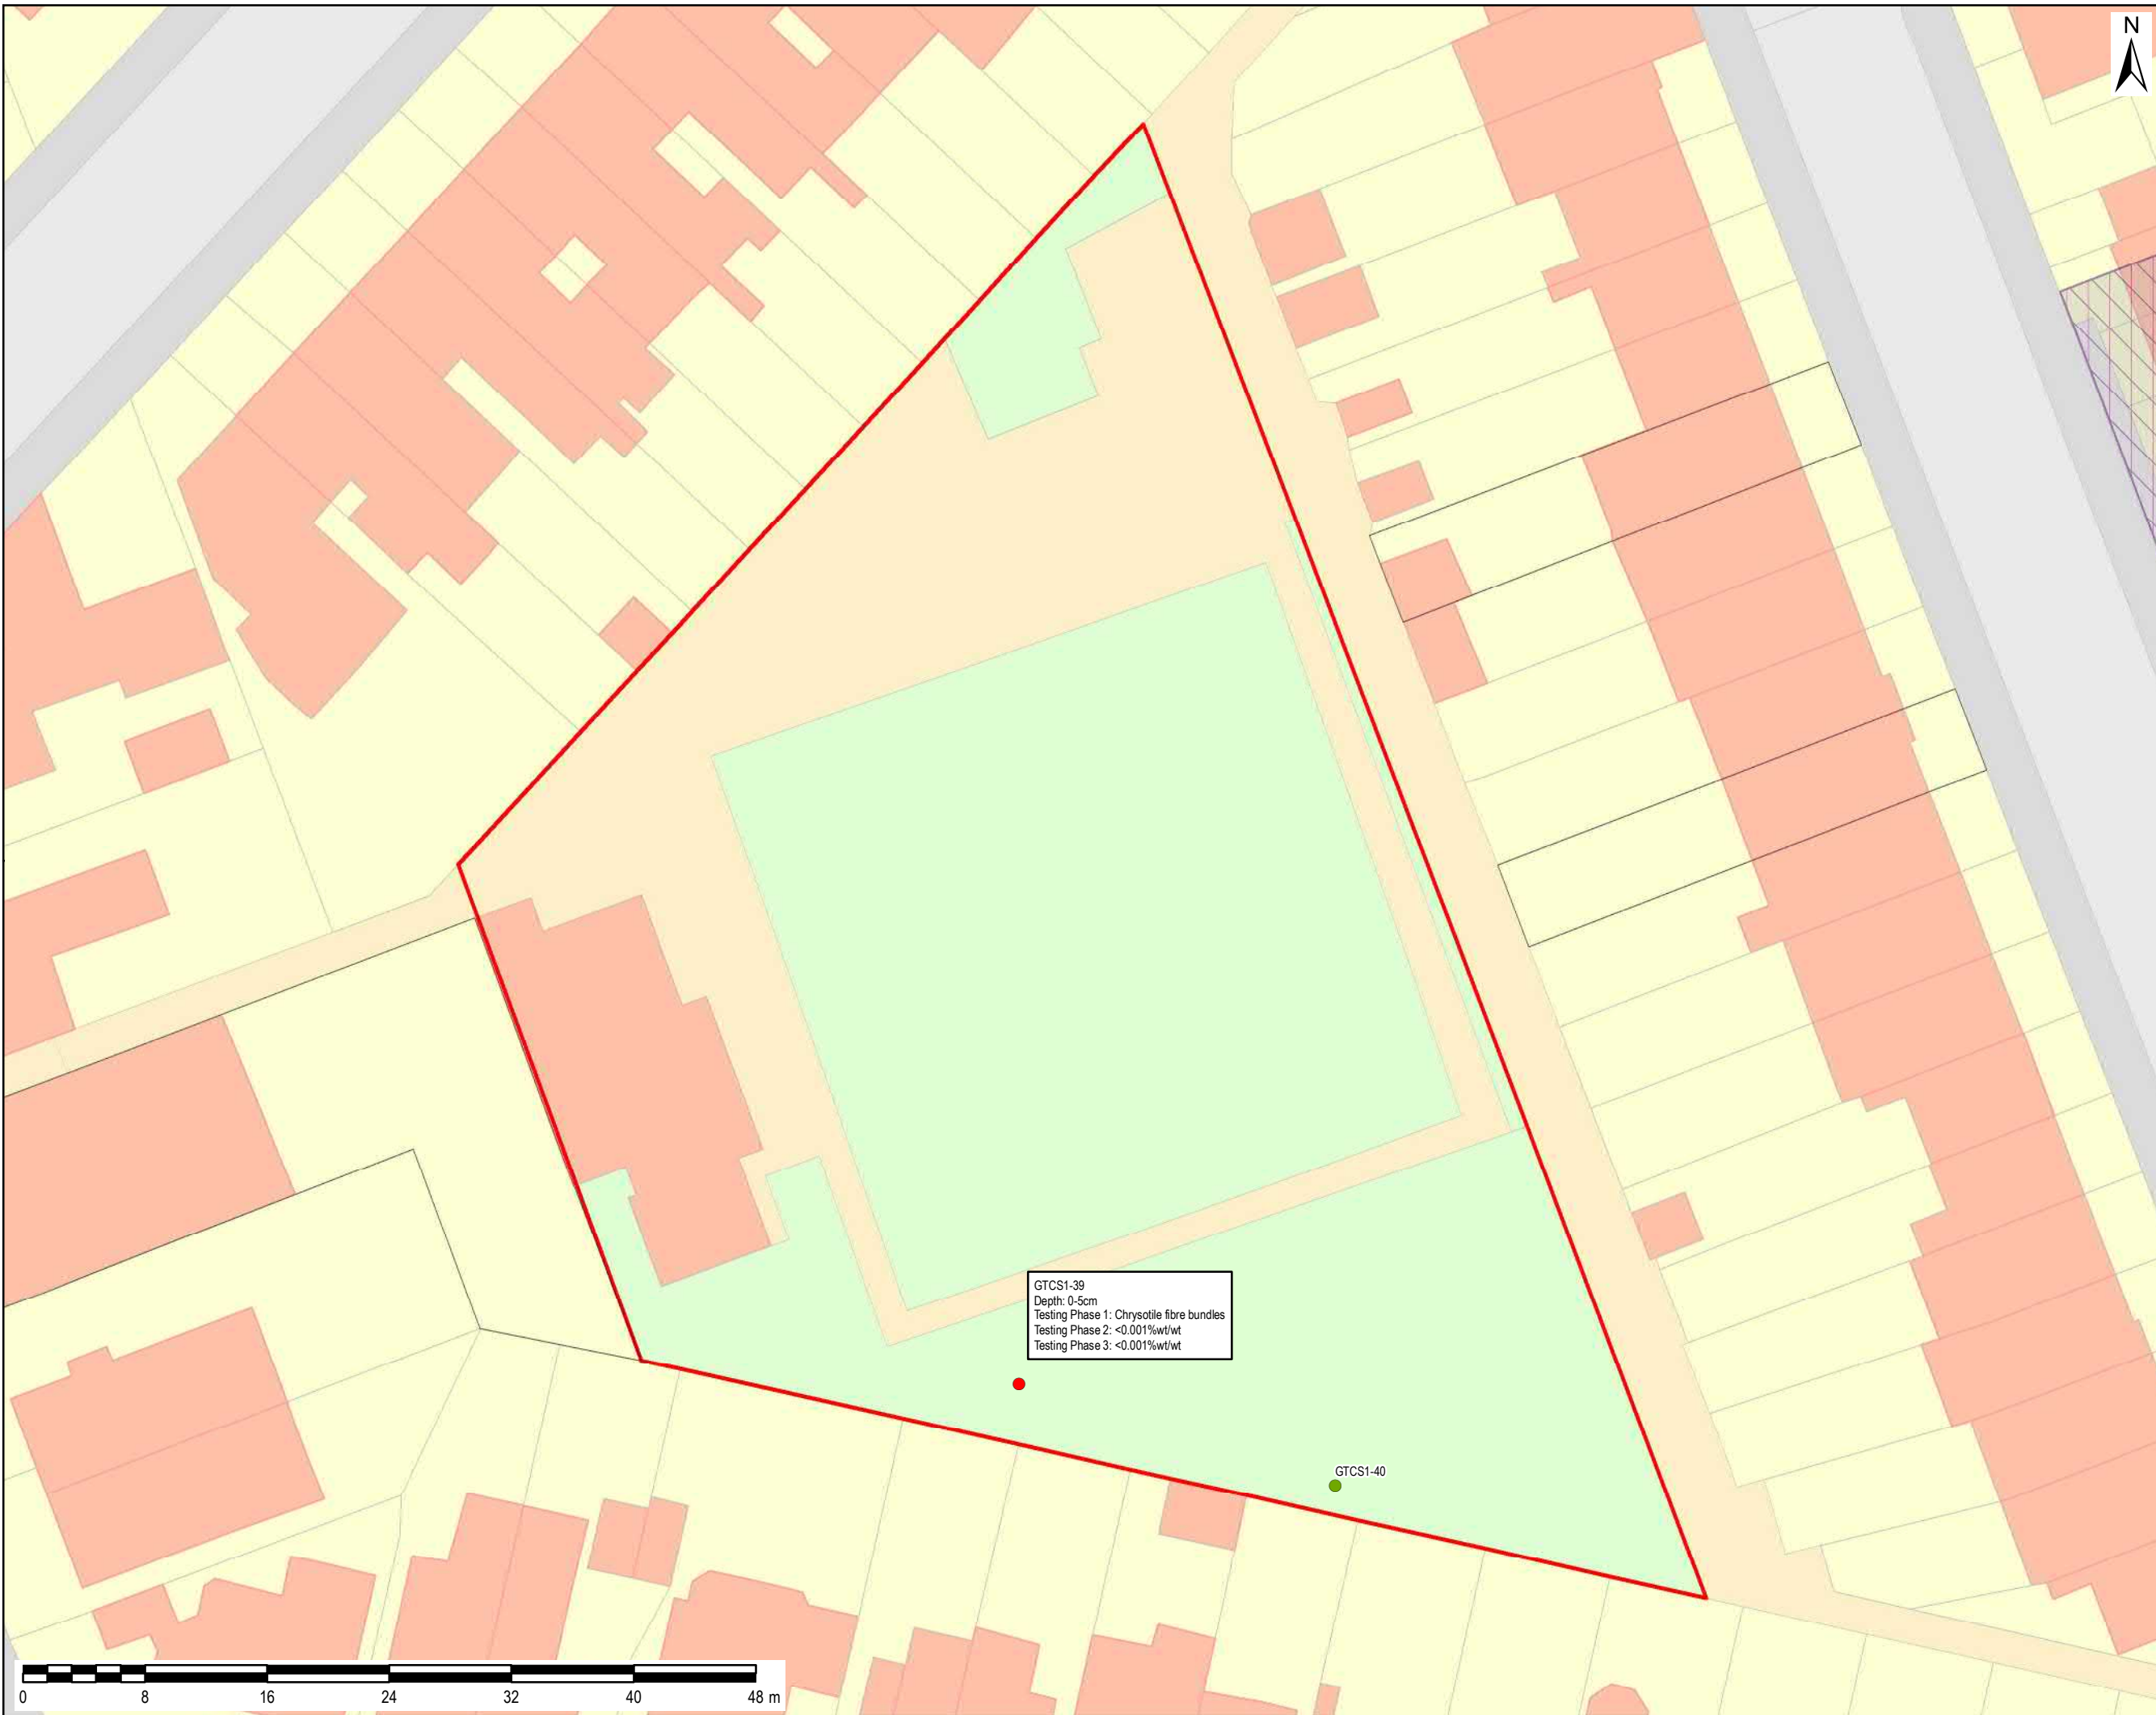 N
GTCS1-39
Depth: 0-5cm
Testing Phase 1: Chrysotile fibre bundles
Testing Phase 2: <0.001%wt/wt
Testing Phase 3: <0.001%wt/wt
GTCS1-40
0 8 16 24 32 40 48 m